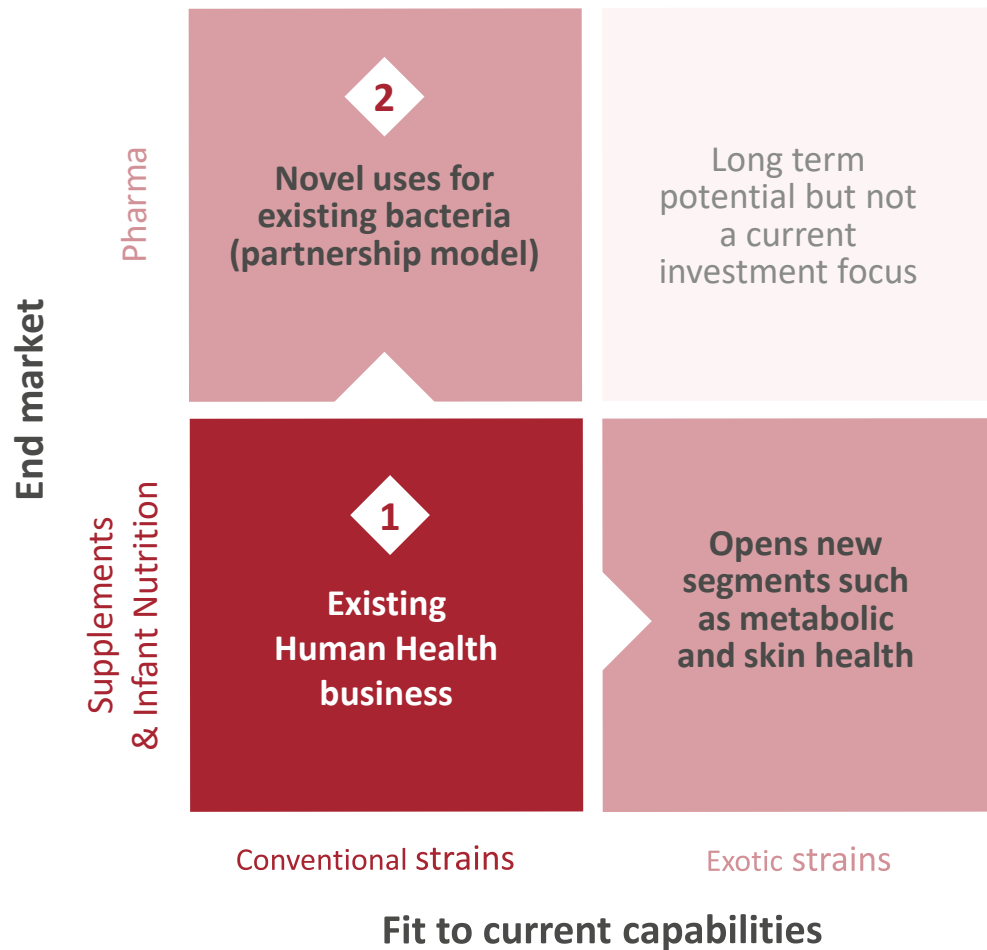 2
Novel uses for
existing bacteria
(partnership model)
Long term
potential but not
a current
investment focus
Pharma
End market
1
Existing
Human Health
business
Opens new
segments such
as metabolic
and skin health
Supplements
& Infant Nutrition
Conventional strains
Exotic strains
Fit to current capabilities